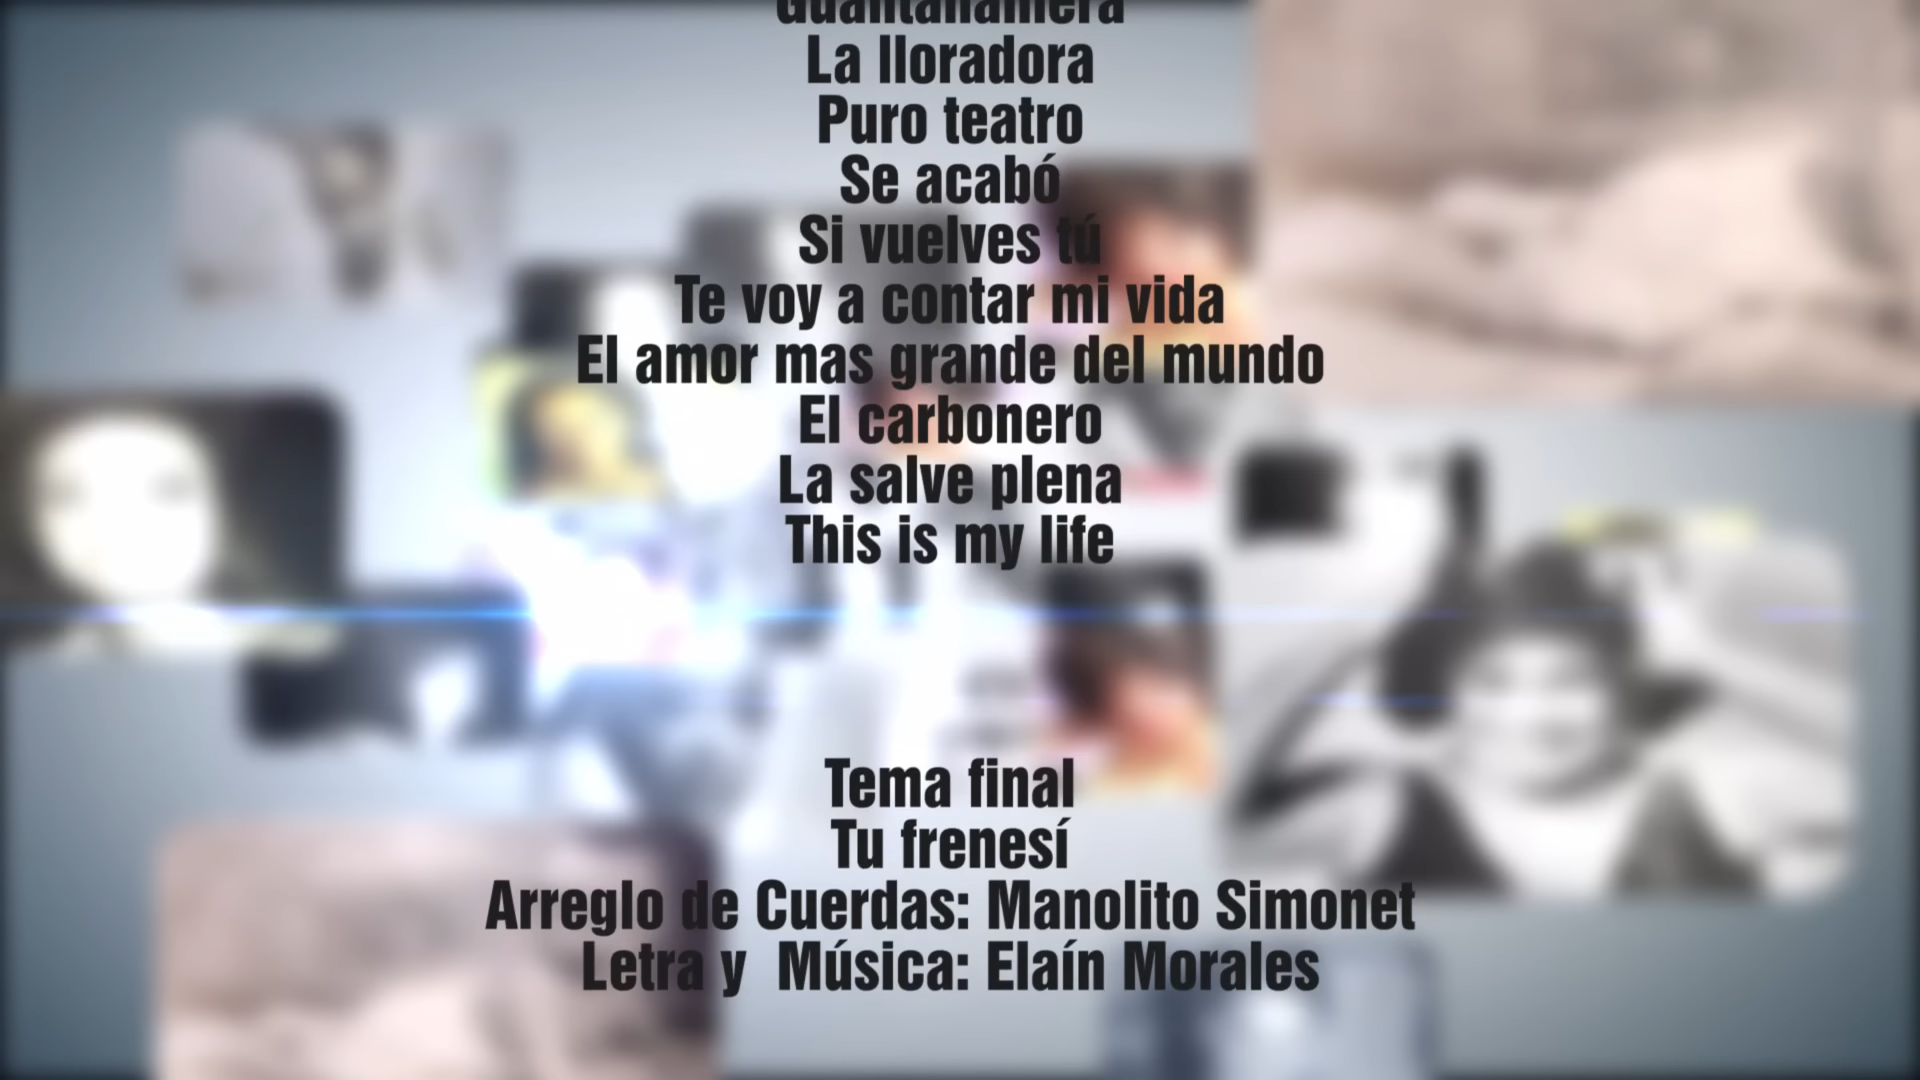 Guantanamera
La lloradora
Puro teatro
Se acabó
Si vuelves tú
Te voy a contar mi vida
El amor mas grande del mundo
El carbonero
La salve plena
This is my life
Tema final
Tu frenesí
Arreglo de Cuerdas: Manolito Simonet
Letra y  Música: Elaín Morales